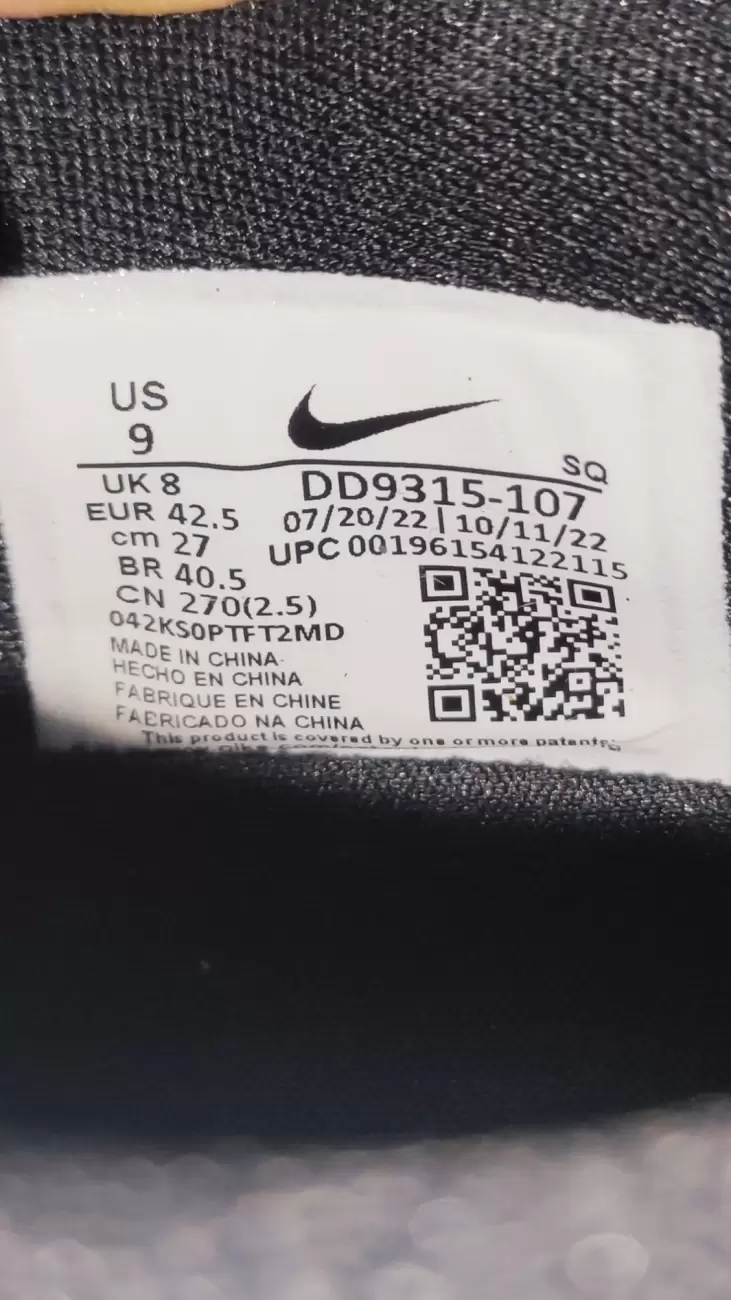 US
9
SQ
UK 8
DD9315-107
EUR 42.5
07/20/22 | 10/11/22
cm 27
UPC 00196154122115
BR 40.5
CN 270(2.5)
042KS0PTFT2MD
MADE IN CHINA
HECHO EN CHINA
FABRIQUE EN CHINE
FABRICADO NA CHINA
This product is covered by one or more patents